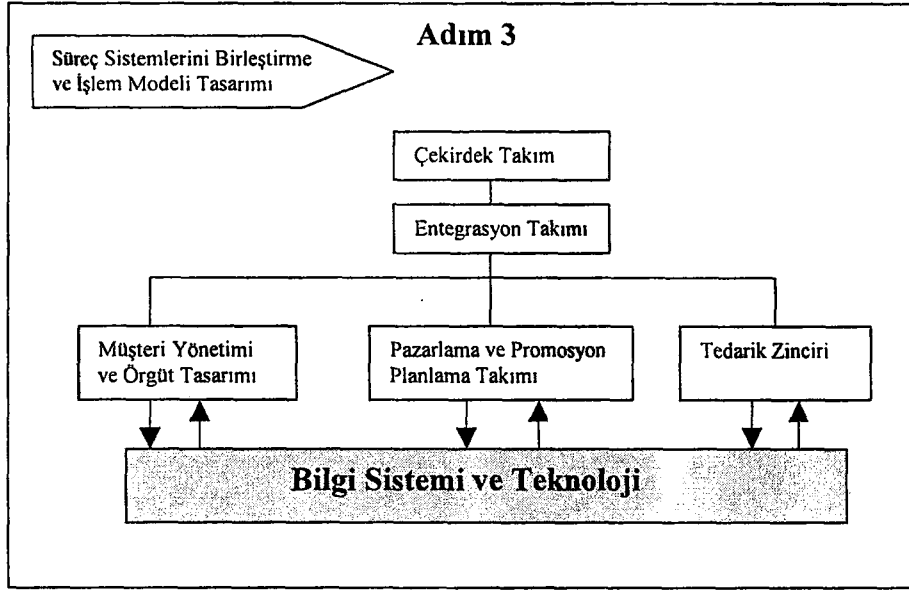 Adım 3
Süreç Sistemlerini Birleştirme
ve İşlem Modeli Tasarımı
Çekirdek Takım
Entegrasyon Takımı
Müşteri Yönetimi
ve Örgüt Tasarımı
Pazarlama ve Promosyon
Planlama Takımı
Tedarik Zinciri
Bilgi Sistemi ve Teknoloji